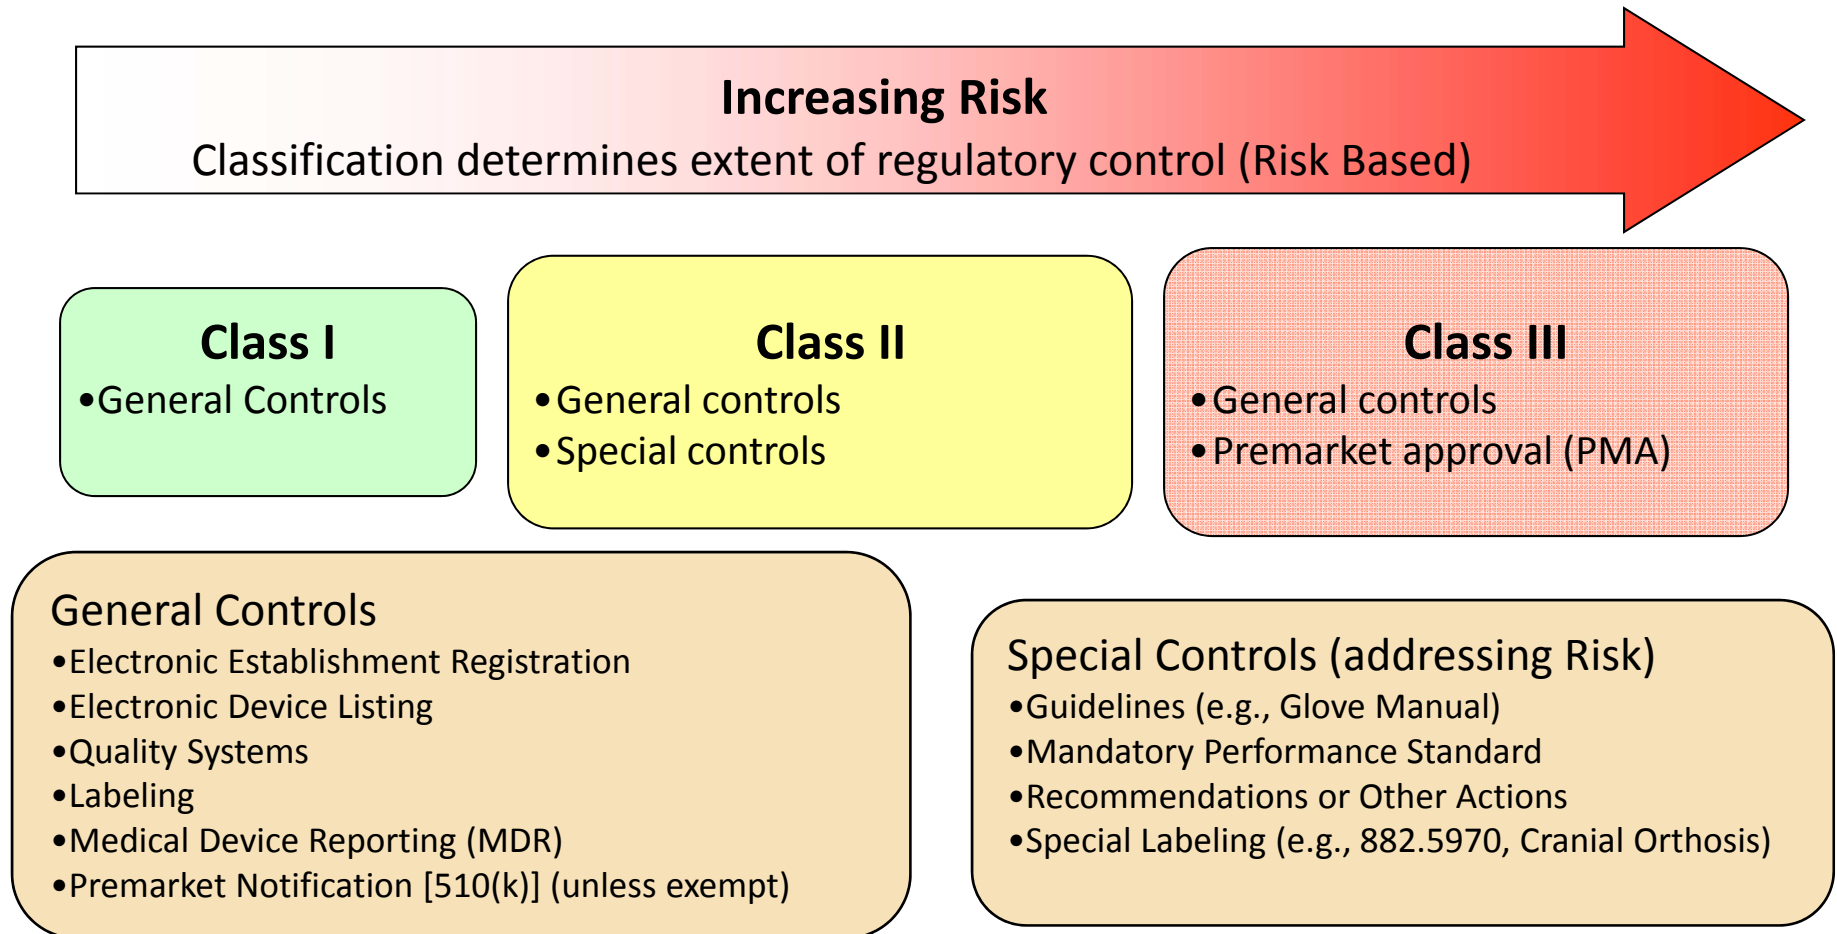 Increasing Risk
Classification determines extent of regulatory control (Risk Based)
Class I
•General Controls
Class II
•General controls
•Special controls
Class III
•General controls
•Premarket approval (PMA)
General Controls
•Electronic Establishment Registration
•Electronic Device Listing
•Quality Systems
•Labeling
•Medical Device Reporting (MDR)
•Premarket Notification [510(k)] (unless exempt)
Special Controls (addressing Risk)
•Guidelines (e.g., Glove Manual)
•Mandatory Performance Standard
•Recommendations or Other Actions
•Special Labeling (e.g., 882.5970, Cranial Orthosis)